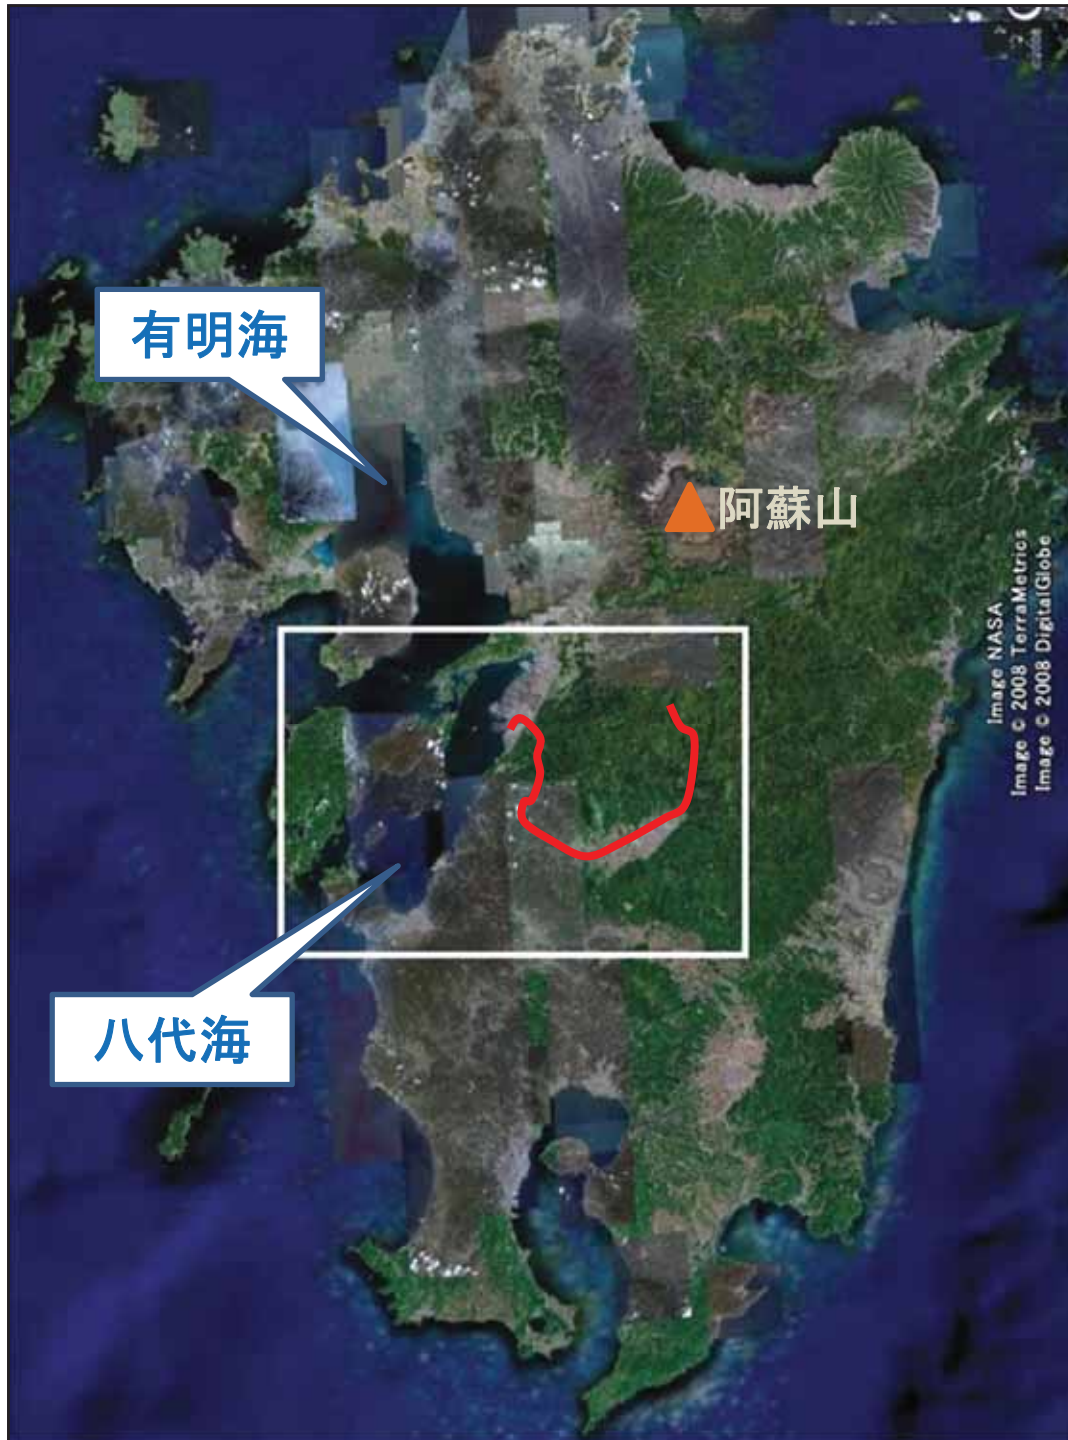 有明海
阿蘇山
Image NASA
Image © 2008 TerraMetrics
Image © 2008 DigitalGlobe
八代海